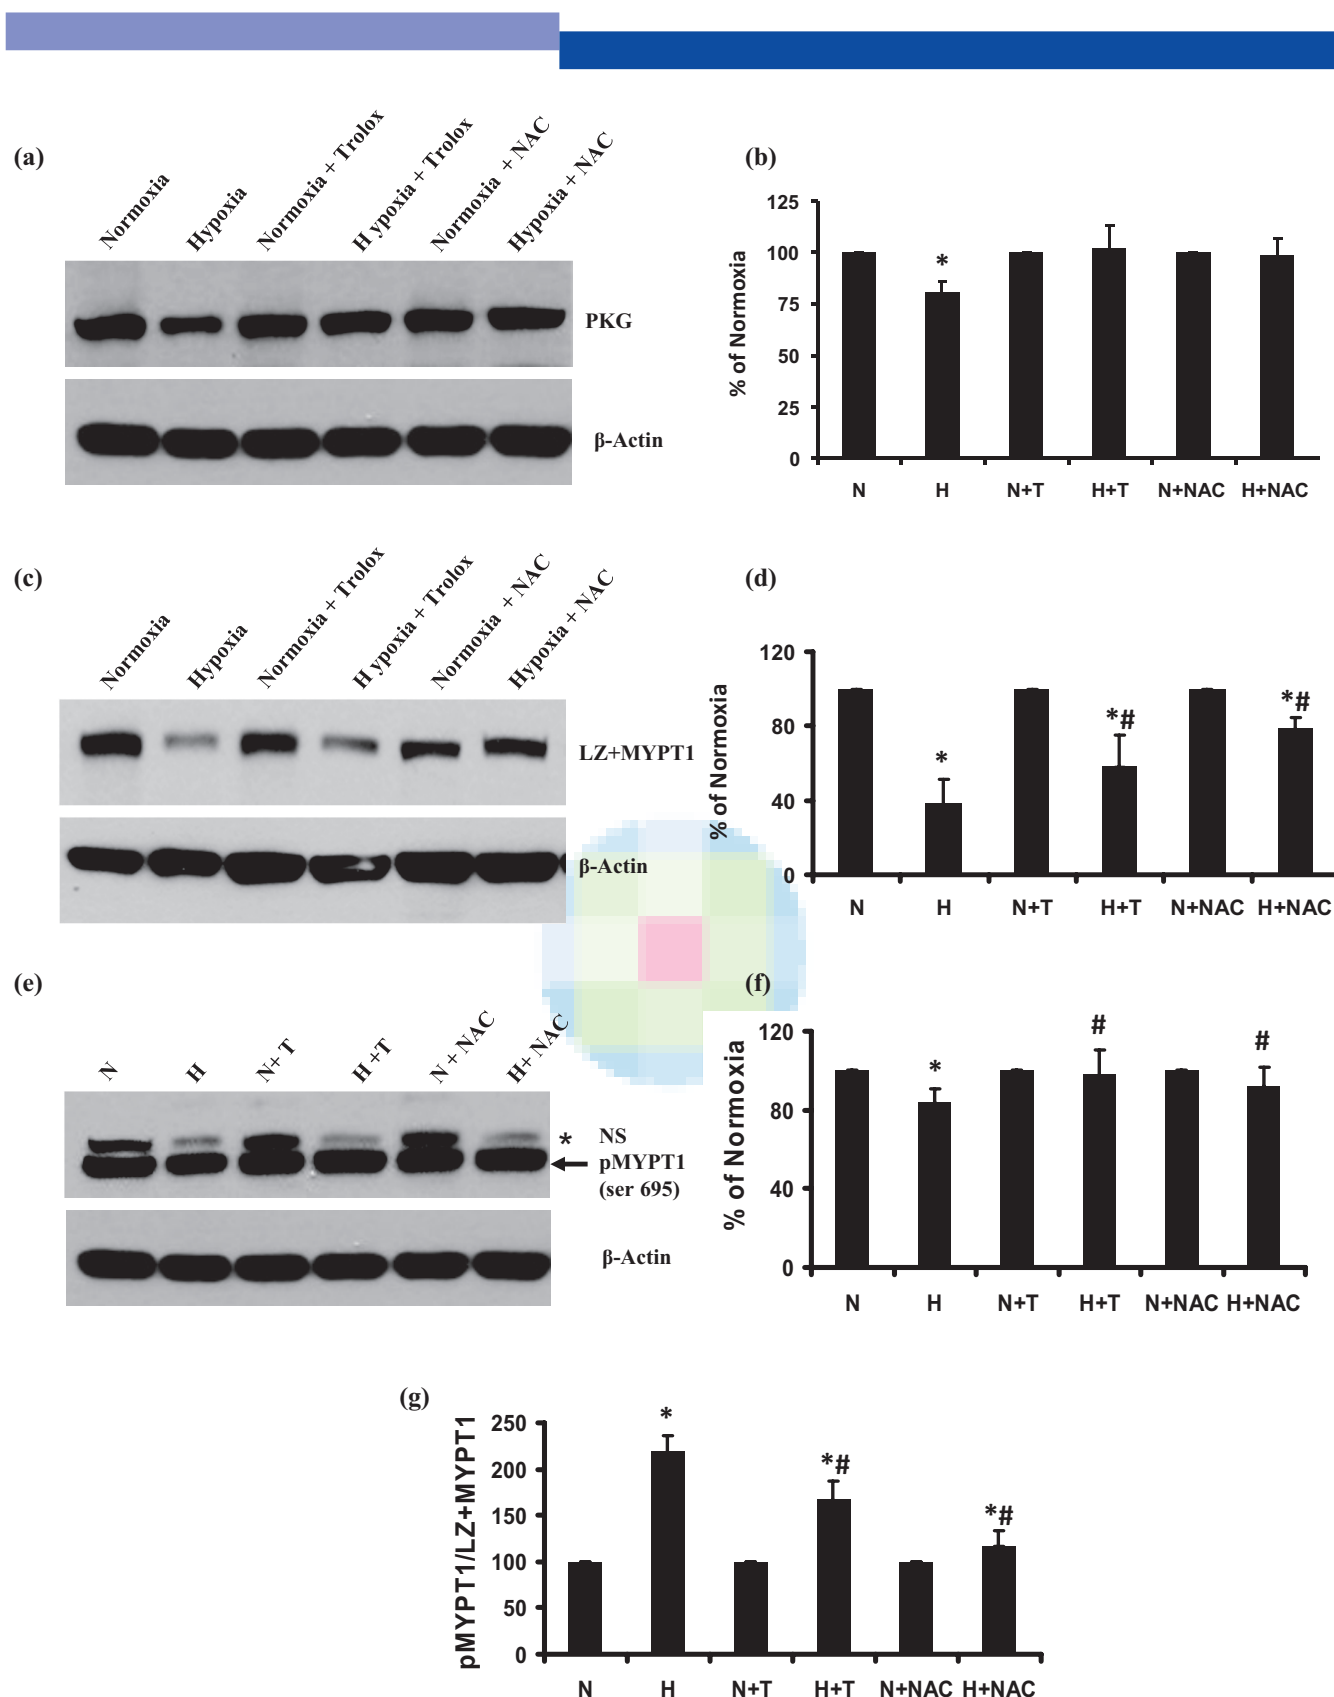 (a)
Normoxia
Hypoxia
Normoxia + Trolox
H ypoxia + Trolox
Normoxia + NAC
Hypoxia + NAC
PKG
β-Actin
(b)
% of Normoxia
125
100
75
50
25
0
*
N H N+T H+T N+NAC H+NAC
(c)
Normoxia
Hypoxia
Normoxia + Trolox
H ypoxia + Trolox
Normoxia + NAC
Hypoxia + NAC
LZ+MYPT1
β-Actin
(d)
% of Normoxia
120
80
40
0
*
*#
*#
N H N+T H+T N+NAC H+NAC
(e)
N
H
N+T
H+T
N + NAC
H+ NAC
* NS
pMYPT1
(ser 695)
β-Actin
(f)
% of Normoxia
120
80
40
0
*
#
#
N H N+T H+T N+NAC H+NAC
(g)
pMYPT1/LZ+MYPT1
250
200
150
100
50
0
*
*#
*#
N H N+T H+T N+NAC H+NAC